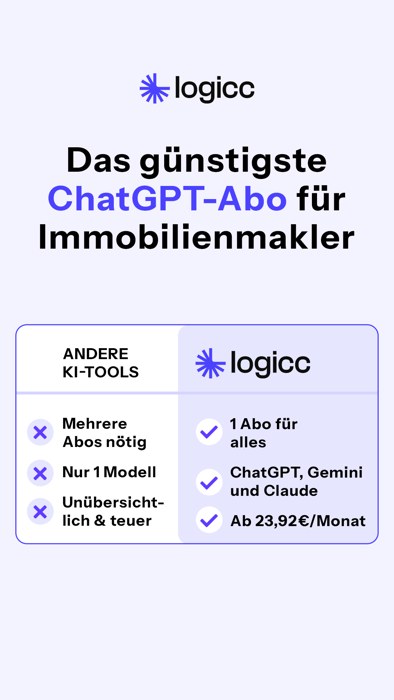 logicc
Das günstigste
ChatGPT-Abo für
Immobilienmakler
ANDERE
KI-TOOLS
Mehrere
Abos nötig
Nur 1 Modell
Unübersicht-
lich & teuer
logicc
1 Abo für
alles
ChatGPT, Gemini
und Claude
Ab 23,92€/Monat